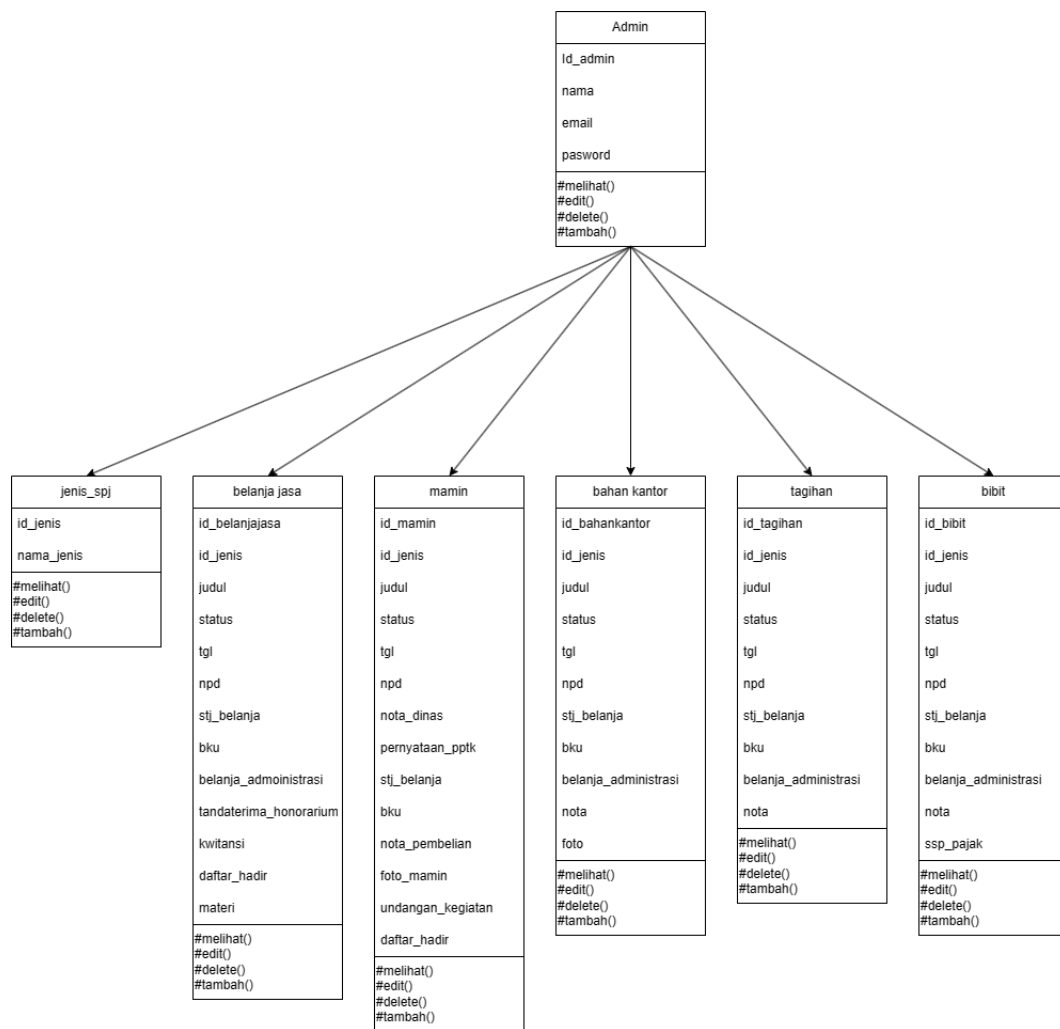 Admin
Id_admin
nama
email
pasword
#melihat()
#edit()
#delete()
#tambah()
jenis_spj
id_jenis
nama_jenis
#melihat()
#edit()
#delete()
#tambah()
belanja jasa
id_belanjajasa
id_jenis
judul
status
tgl
npd
stj_belanja
bku
belanja_admoinistrasi
tandaterima_honorarium
kwitansi
daftar_hadir
materi
#melihat()
#edit()
#delete()
#tambah()
mamin
id_mamin
id_jenis
judul
status
tgl
npd
nota_dinas
pernyataan_pptk
stj_belanja
bku
nota_pembelian
foto_mamin
undangan_kegiatan
daftar_hadir
#melihat()
#edit()
#delete()
#tambah()
bahan kantor
id_bahankantor
id_jenis
judul
status
tgl
npd
stj_belanja
bku
belanja_administrasi
nota
foto
#melihat()
#edit()
#delete()
#tambah()
tagihan
id_tagihan
id_jenis
judul
status
tgl
npd
stj_belanja
bku
belanja_administrasi
nota
#melihat()
#edit()
#delete()
#tambah()
bibit
id_bibit
id_jenis
judul
status
tgl
npd
stj_belanja
bku
belanja_administrasi
nota
ssp_pajak
#melihat()
#edit()
#delete()
#tambah()